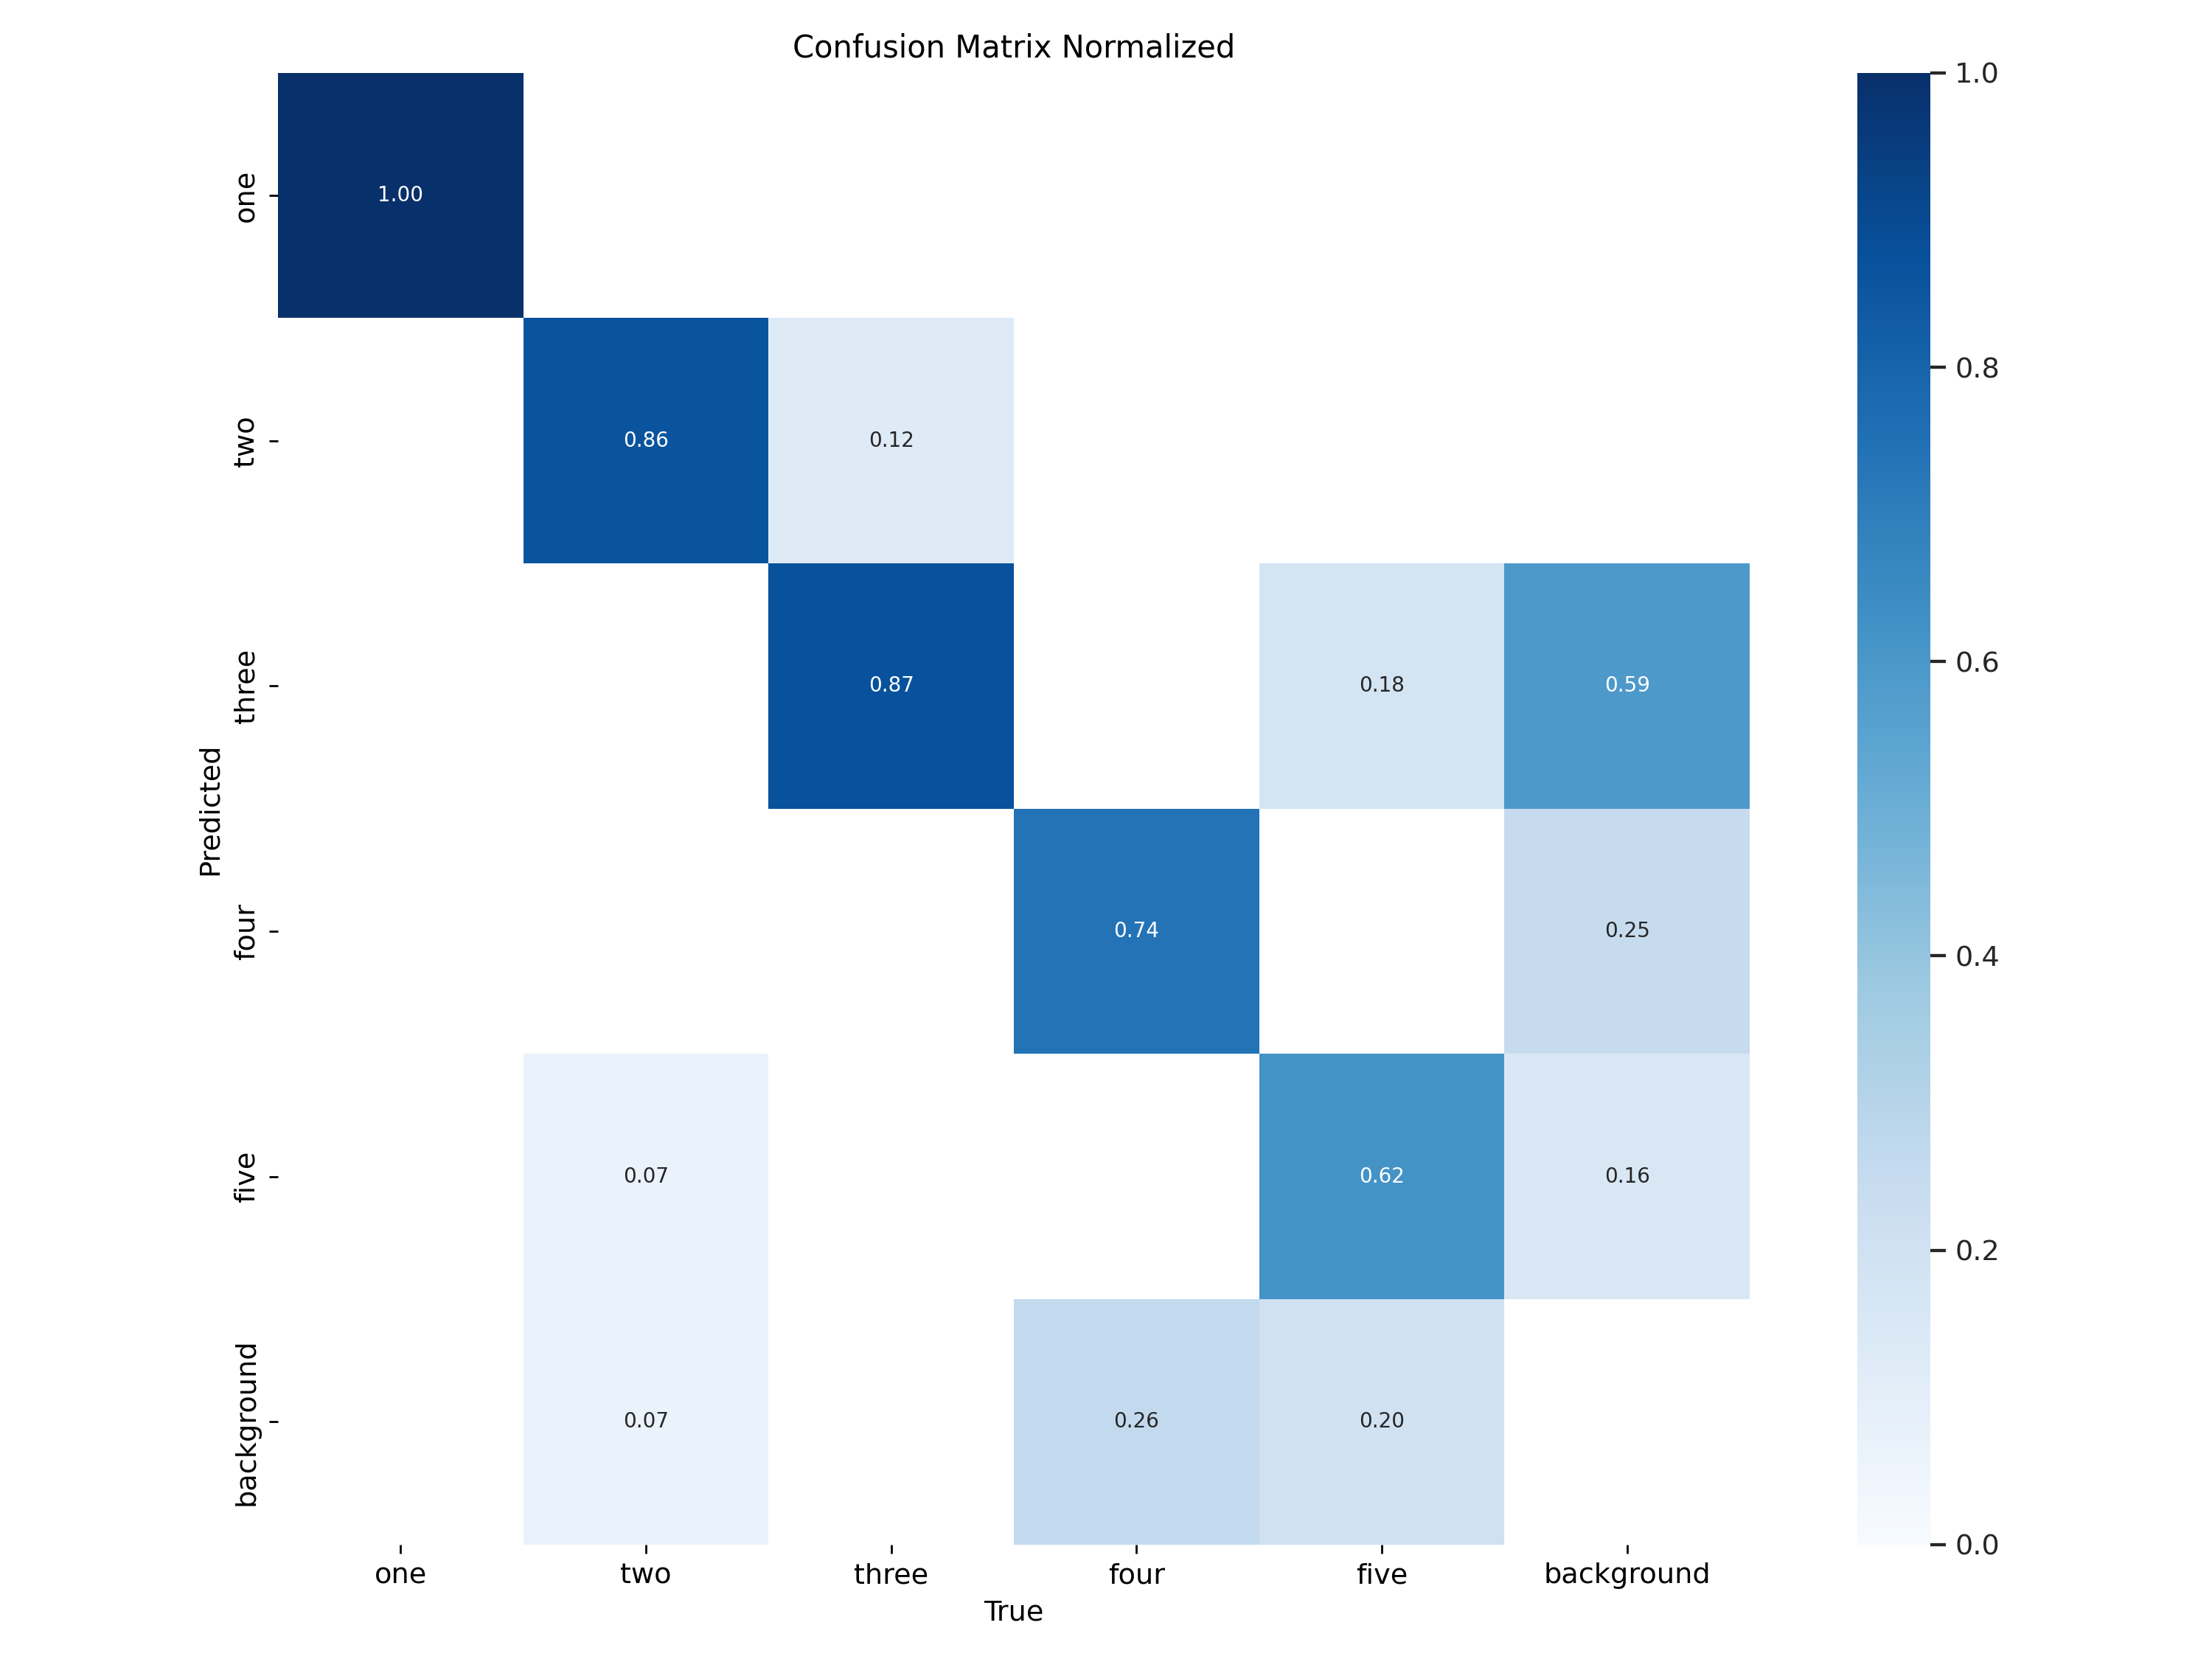 Confusion Matrix Normalized
1.0
one
1.00
0.8
two
0.86 0.12
three
0.87 0.18 0.59
0.6
Predicted
four
0.74 0.25
0.4
five
0.07 0.62 0.16
0.2
background
0.07 0.26 0.20
0.0
one two three four five background
True